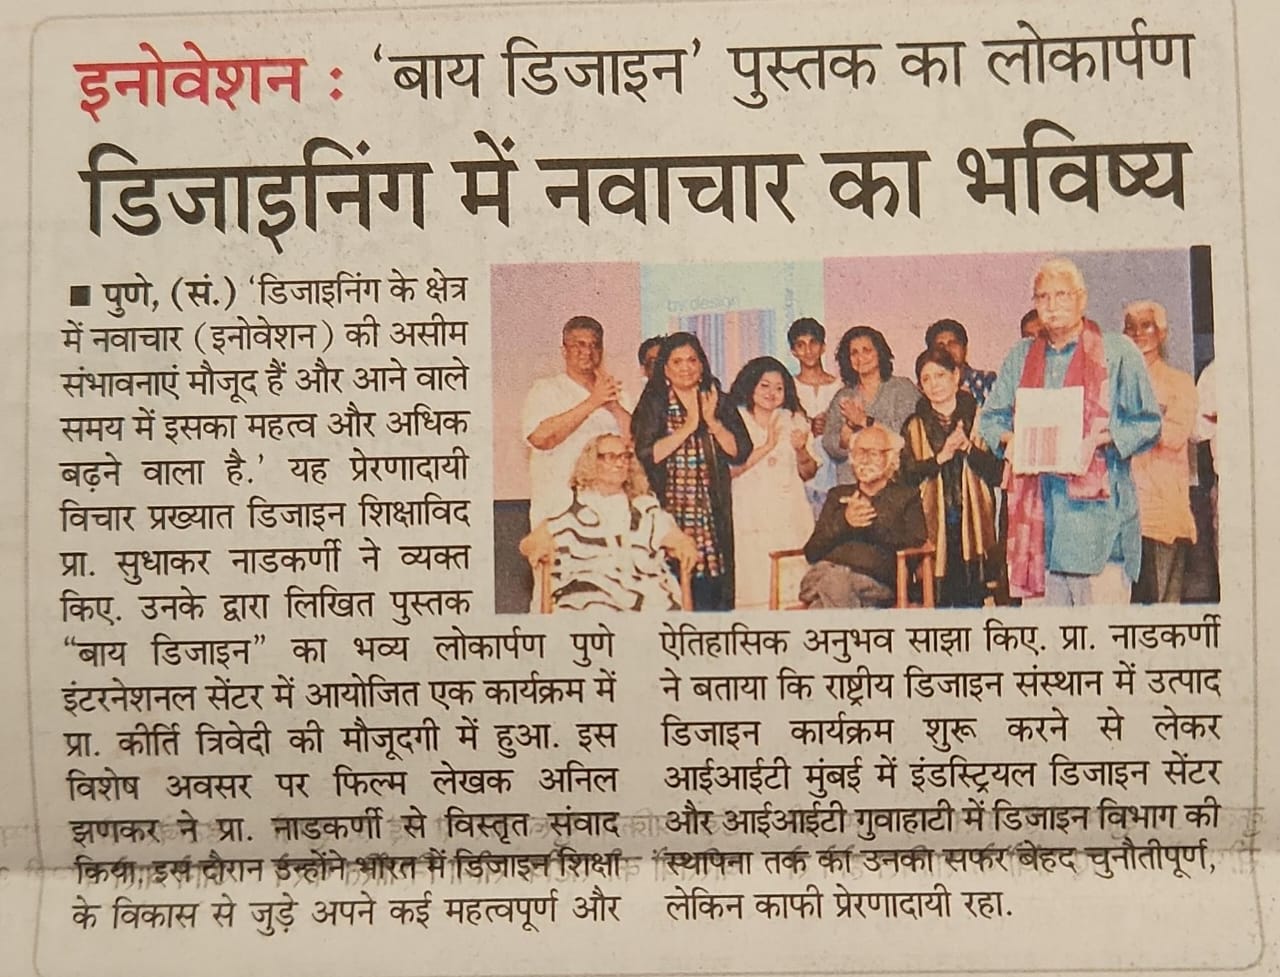 इनोवेशन : ‘बाय डिजाइन’ पुस्तक का लोकार्पण
डिजाइनिंग में नवाचार का भविष्य
■ पुणे, (सं.) ‘डिजाइनिंग के क्षेत्र
में नवाचार (इनोवेशन) की असीम
संभावनाएं मौजूद हैं और आने वाले
समय में इसका महत्व और अधिक
बढ़ने वाला है.’ यह प्रेरणादायी
विचार प्रख्यात डिजाइन शिक्षाविद
प्रा. सुधाकर नाडकर्णी ने व्यक्त
किए. उनके द्वारा लिखित पुस्तक
“बाय डिजाइन” का भव्य लोकार्पण पुणे
इंटरनेशनल सेंटर में आयोजित एक कार्यक्रम में
प्रा. कीर्ति त्रिवेदी की मौजूदगी में हुआ. इस
विशेष अवसर पर फिल्म लेखक अनिल
झणकर ने प्रा. नाडकर्णी से विस्तृत संवाद
किया. इस दौरान उन्होंने भारत में डिजाइन शिक्षा
के विकास से जुड़े अपने कई महत्वपूर्ण और
by design
ऐतिहासिक अनुभव साझा किए. प्रा. नाडकर्णी
ने बताया कि राष्ट्रीय डिजाइन संस्थान में उत्पाद
डिजाइन कार्यक्रम शुरू करने से लेकर
आईआईटी मुंबई में इंडस्ट्रियल डिजाइन सेंटर
और आईआईटी गुवाहाटी में डिजाइन विभाग की
स्थापना तक का उनका सफर बेहद चुनौतीपूर्ण,
लेकिन काफी प्रेरणादायी रहा.